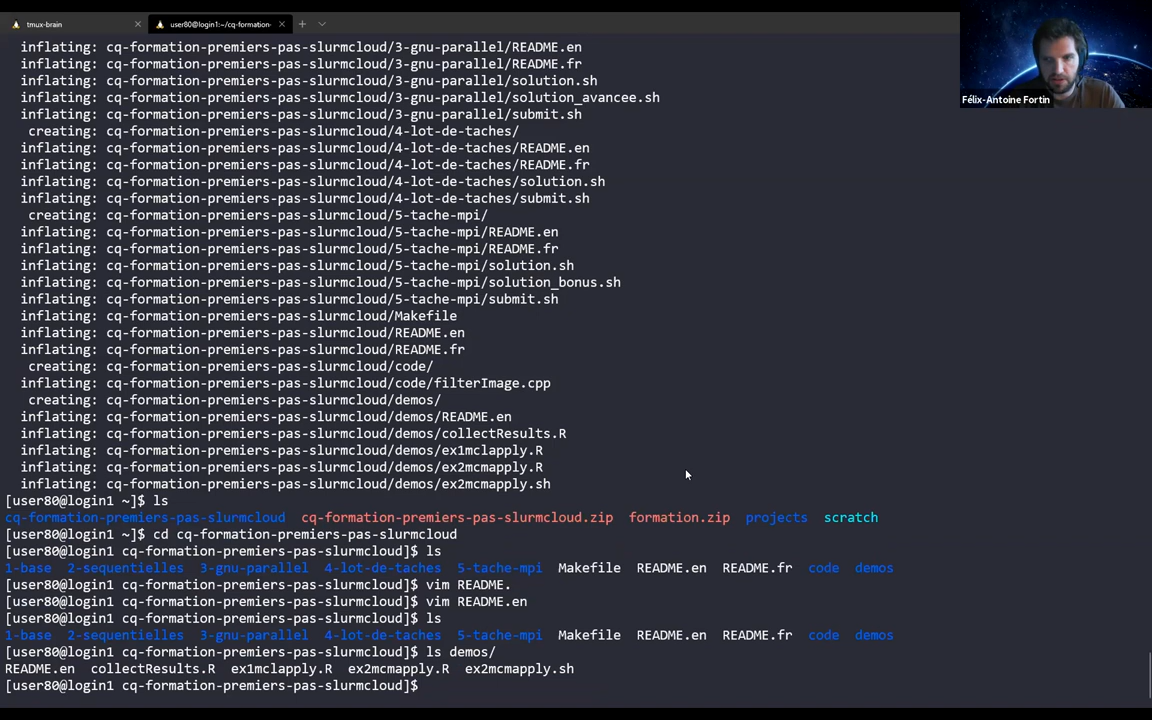 tmux-brain
user80@login1:~/cq-formation-
inflating: cq-formation-premiers-pas-slurmcloud/3-gnu-parallel/README.en
inflating: cq-formation-premiers-pas-slurmcloud/3-gnu-parallel/README.fr
inflating: cq-formation-premiers-pas-slurmcloud/3-gnu-parallel/solution.sh
inflating: cq-formation-premiers-pas-slurmcloud/3-gnu-parallel/solution_avancee.sh
inflating: cq-formation-premiers-pas-slurmcloud/3-gnu-parallel/submit.sh
creating: cq-formation-premiers-pas-slurmcloud/4-lot-de-taches/
inflating: cq-formation-premiers-pas-slurmcloud/4-lot-de-taches/README.en
inflating: cq-formation-premiers-pas-slurmcloud/4-lot-de-taches/README.fr
inflating: cq-formation-premiers-pas-slurmcloud/4-lot-de-taches/solution.sh
inflating: cq-formation-premiers-pas-slurmcloud/4-lot-de-taches/submit.sh
creating: cq-formation-premiers-pas-slurmcloud/5-tache-mpi/
inflating: cq-formation-premiers-pas-slurmcloud/5-tache-mpi/README.en
inflating: cq-formation-premiers-pas-slurmcloud/5-tache-mpi/README.fr
inflating: cq-formation-premiers-pas-slurmcloud/5-tache-mpi/solution.sh
inflating: cq-formation-premiers-pas-slurmcloud/5-tache-mpi/solution_bonus.sh
inflating: cq-formation-premiers-pas-slurmcloud/5-tache-mpi/submit.sh
inflating: cq-formation-premiers-pas-slurmcloud/Makefile
inflating: cq-formation-premiers-pas-slurmcloud/README.en
inflating: cq-formation-premiers-pas-slurmcloud/README.fr
creating: cq-formation-premiers-pas-slurmcloud/code/
inflating: cq-formation-premiers-pas-slurmcloud/code/filterImage.cpp
creating: cq-formation-premiers-pas-slurmcloud/demos/
inflating: cq-formation-premiers-pas-slurmcloud/demos/README.en
inflating: cq-formation-premiers-pas-slurmcloud/demos/collectResults.R
inflating: cq-formation-premiers-pas-slurmcloud/demos/ex1mclapply.R
inflating: cq-formation-premiers-pas-slurmcloud/demos/ex2mcmapply.R
inflating: cq-formation-premiers-pas-slurmcloud/demos/ex2mcmapply.sh
[user80@login1 ~]$ ls
cq-formation-premiers-pas-slurmcloud cq-formation-premiers-pas-slurmcloud.zip formation.zip projects scratch
[user80@login1 ~]$ cd cq-formation-premiers-pas-slurmcloud
[user80@login1 cq-formation-premiers-pas-slurmcloud]$ ls
1-base 2-sequentielles 3-gnu-parallel 4-lot-de-taches 5-tache-mpi Makefile README.en README.fr code demos
[user80@login1 cq-formation-premiers-pas-slurmcloud]$ vim README.
[user80@login1 cq-formation-premiers-pas-slurmcloud]$ vim README.en
[user80@login1 cq-formation-premiers-pas-slurmcloud]$ ls
1-base 2-sequentielles 3-gnu-parallel 4-lot-de-taches 5-tache-mpi Makefile README.en README.fr code demos
[user80@login1 cq-formation-premiers-pas-slurmcloud]$ ls demos/
README.en collectResults.R ex1mclapply.R ex2mcmapply.R ex2mcmapply.sh
[user80@login1 cq-formation-premiers-pas-slurmcloud]$
Félix-Antoine Fortin